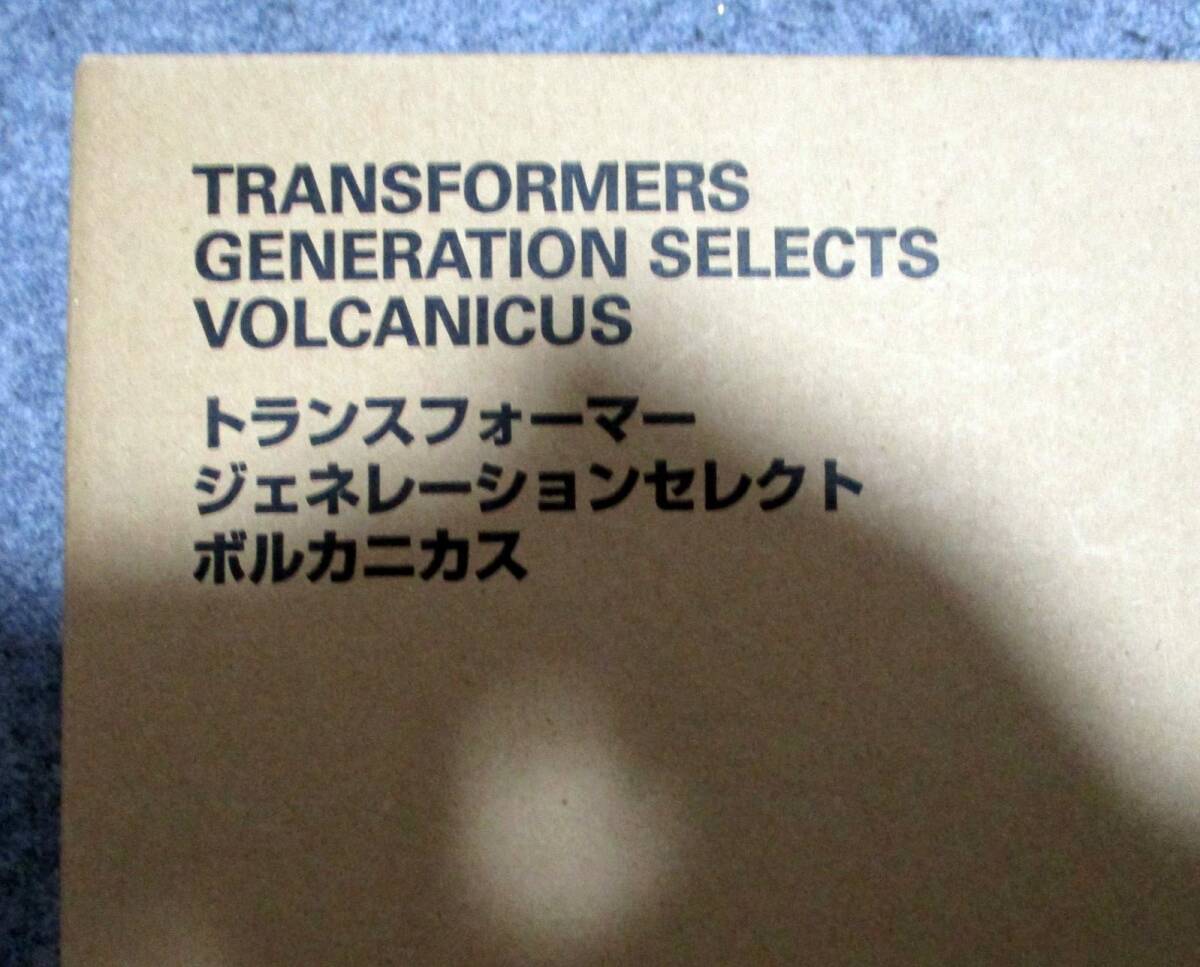 TRANSFORMERS
GENERATION SELECTS
VOLCANICUS
トランスフォーマー
ジェネレーションセレクト
ボルカニカス